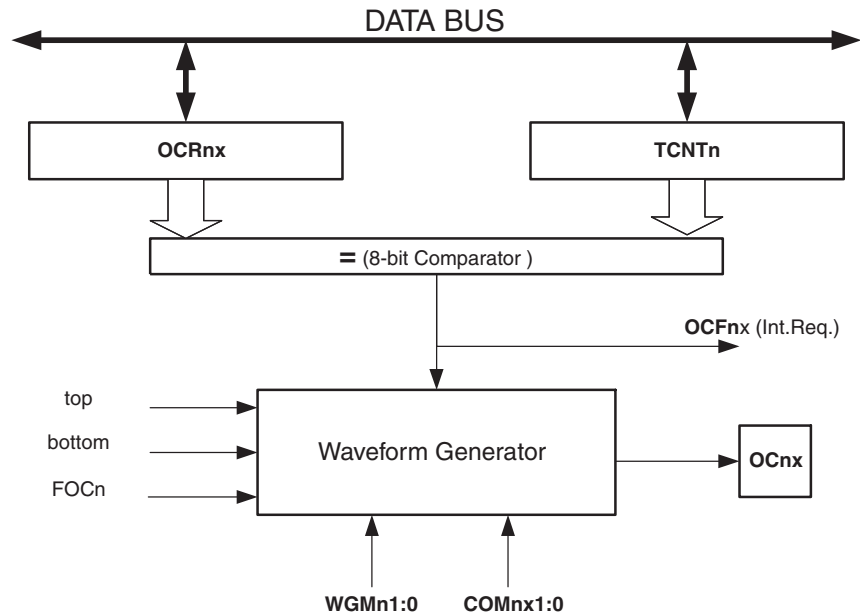 DATA BUS
OCRnx
TCNTn
= (8-bit Comparator )
OCFnx (Int.Req.)
top
bottom
FOCn
Waveform Generator
OCnx
WGMn1:0
COMnx1:0